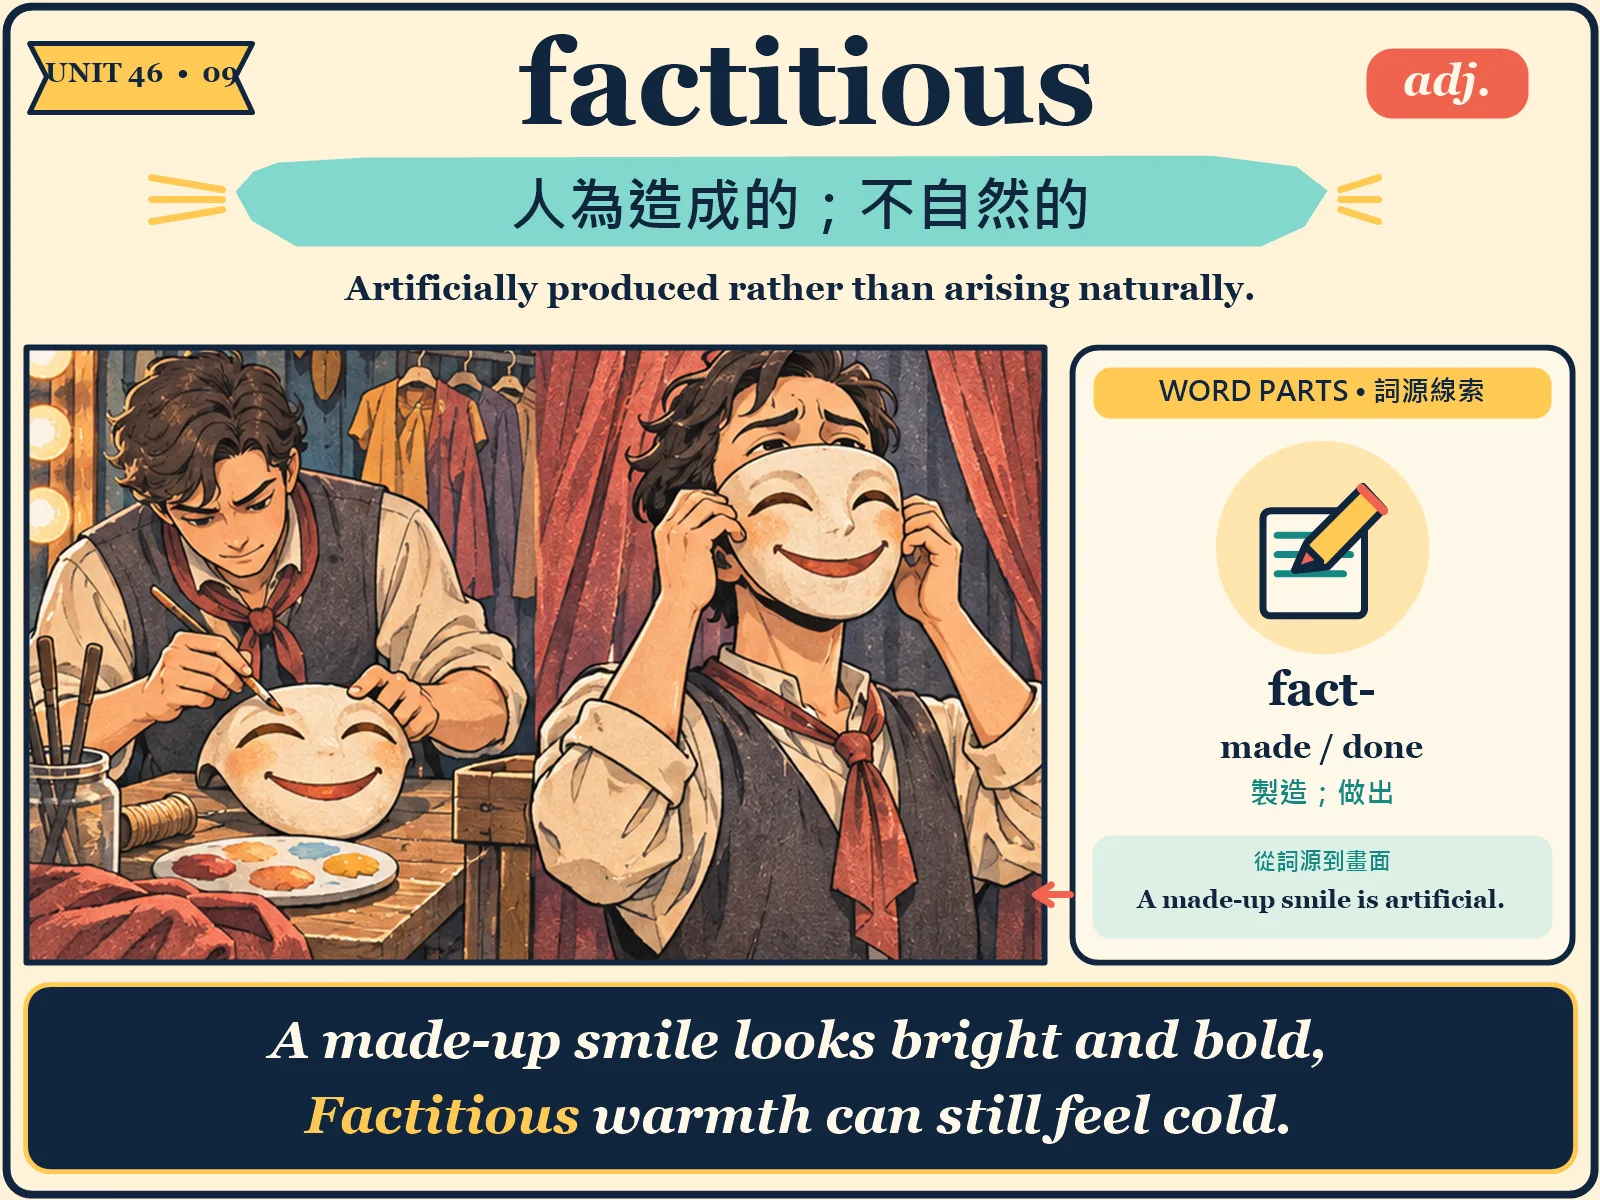 UNIT 46 • 09
factitious
adj.
人為造成的；不自然的
Artificially produced rather than arising naturally.
WORD PARTS • 詞源線索
fact-
made / done
製造；做出
從詞源到畫面
A made-up smile is artificial.
A made-up smile looks bright and bold,
Factitious warmth can still feel cold.